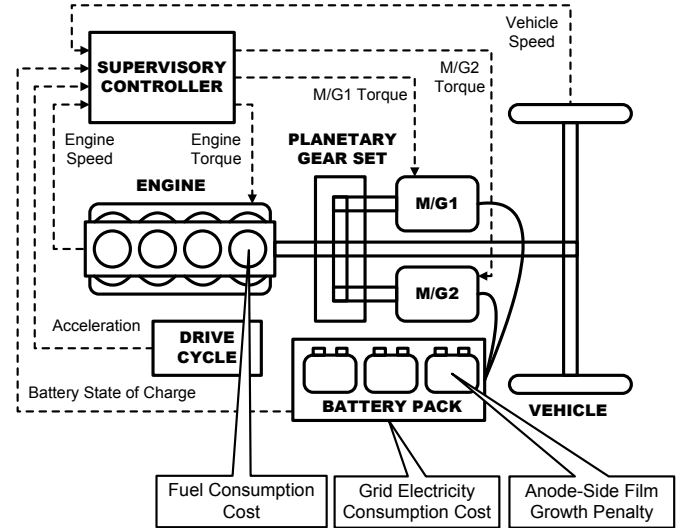 Vehicle
Speed
SUPERVISORY
CONTROLLER
M/G2
Torque
M/G1 Torque
Engine
Speed
Engine
Torque
PLANETARY
GEAR SET
ENGINE
M/G1
M/G2
Acceleration
DRIVE
CYCLE
Battery State of Charge
BATTERY PACK
VEHICLE
Fuel Consumption
Cost
Grid Electricity
Consumption Cost
Anode-Side Film
Growth Penalty